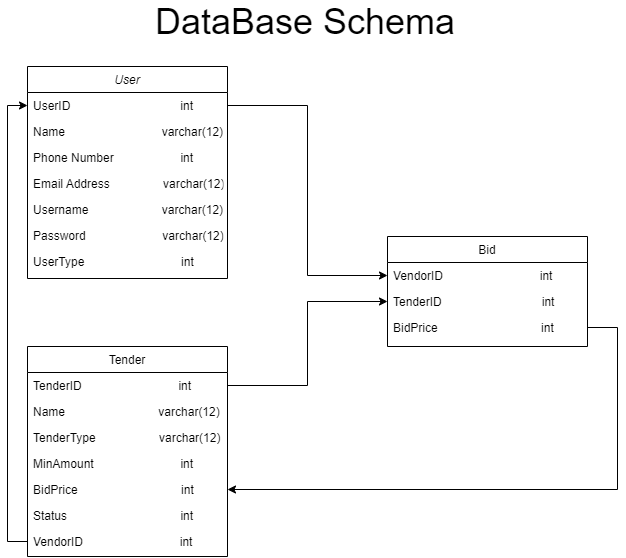 DataBase Schema
User
UserID int
Name varchar(12)
Phone Number int
Email Address varchar(12)
Username varchar(12)
Password varchar(12)
UserType int
Bid
VendorID int
TenderID int
BidPrice int
Tender
TenderID int
Name varchar(12)
TenderType varchar(12)
MinAmount int
BidPrice int
Status int
VendorID int